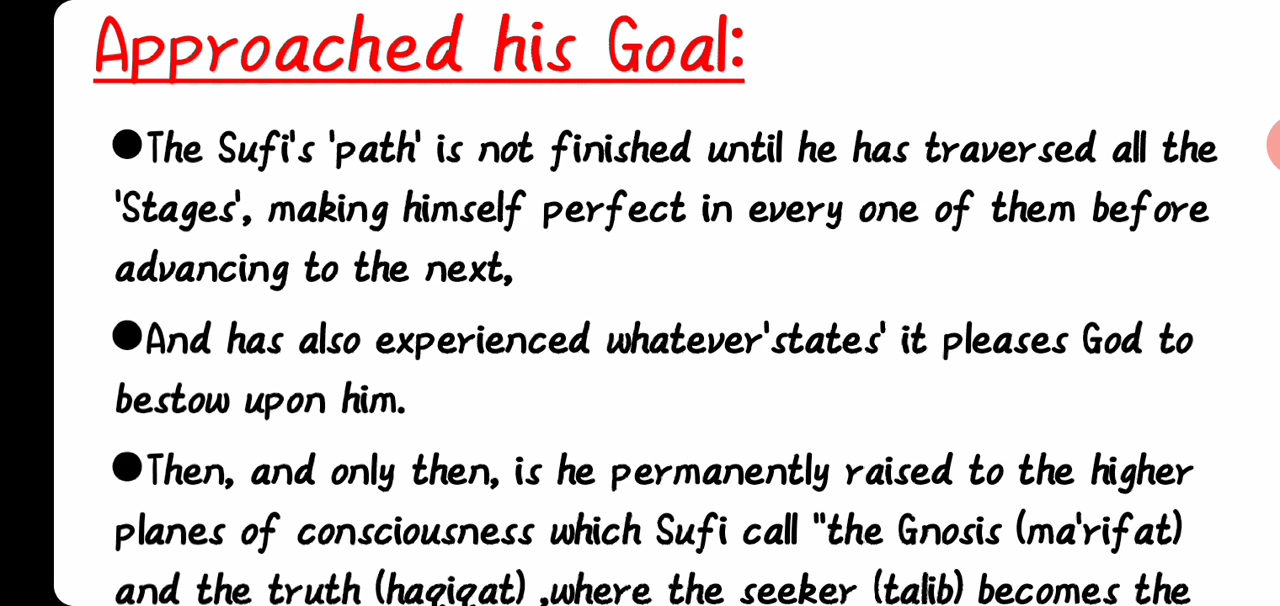 Approached his Goal:
●The Sufi's 'path' is not finished until he has traversed all the
'Stages', making himself perfect in every one of them before
advancing to the next,
●And has also experienced whatever'states' it pleases God to
bestow upon him.
●Then, and only then, is he permanently raised to the higher
planes of consciousness which Sufi call "the Gnosis (ma'rifat)
and the truth (haqiqat) ,where the seeker (talib) becomes the